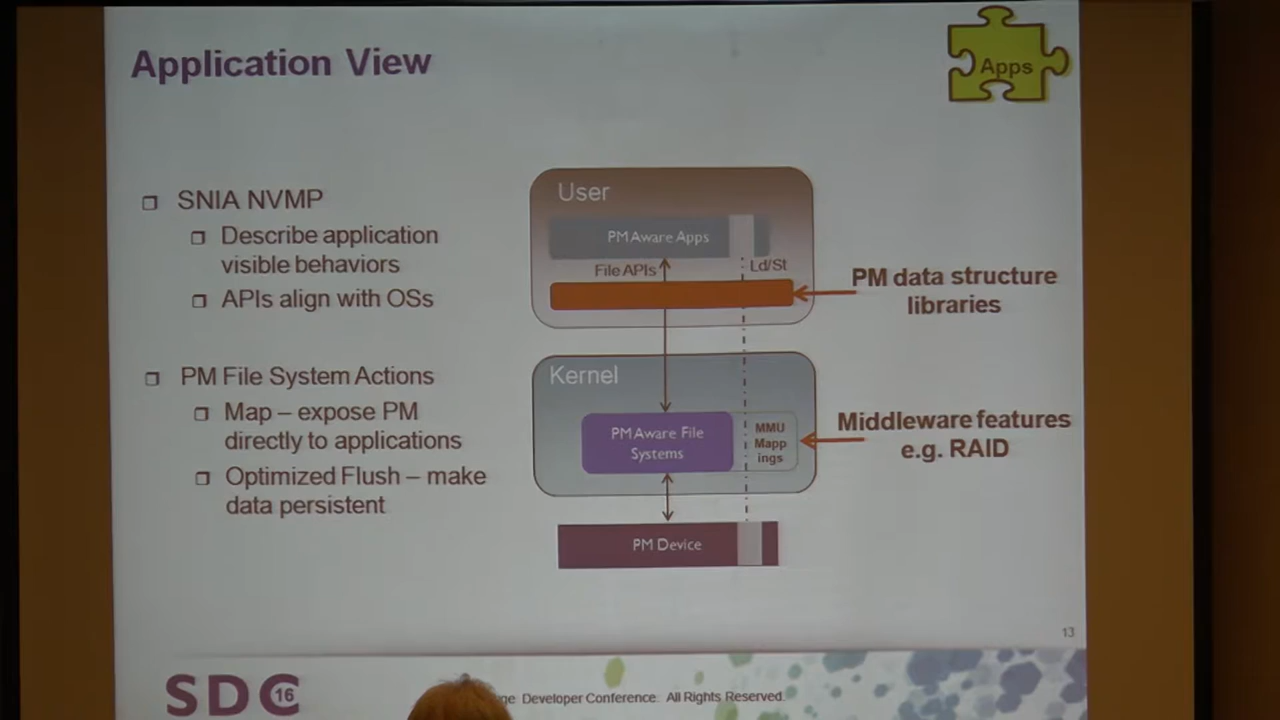 Application View
Apps
SNIA NVMP
Describe application
visible behaviors
APIs align with OSs
PM File System Actions
Map – expose PM
directly to applications
Optimized Flush – make
data persistent
User
PM Aware Apps
File APIs
Ld/St
PM data structure
libraries
Kernel
PM Aware File
Systems
MMU
Mapp
ings
Middleware features
e.g. RAID
PM Device
13
SDC 16
Developer Conference. All Rights Reserved.